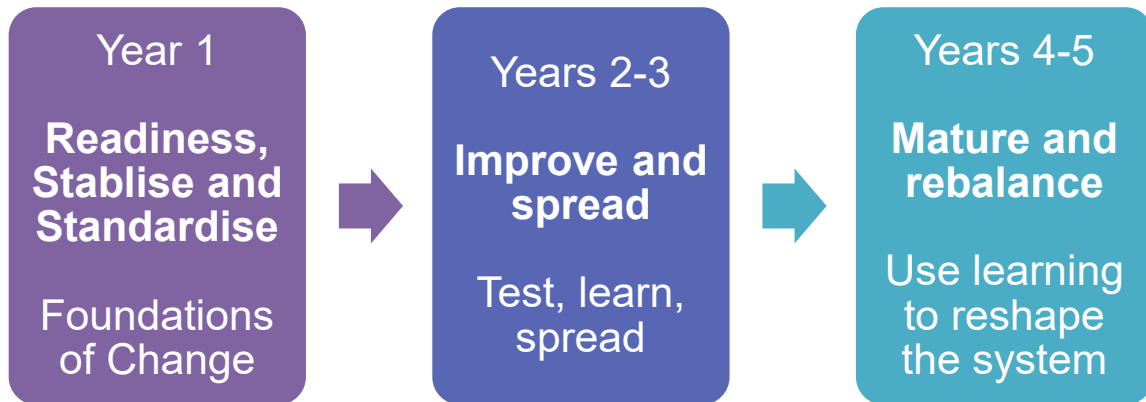 Year 1
Readiness,
Stablise and
Standardise
Foundations
of Change
Years 2-3
Improve and
spread
Test, learn,
spread
Years 4-5
Mature and
rebalance
Use learning
to reshape
the system